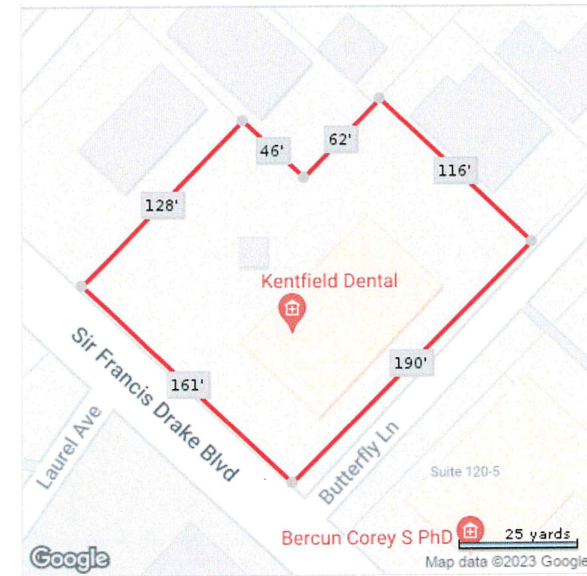 46'
62'
116'
128'
Kentfield Dental
190'
161'
Sir Francis Drake Blvd
Laurel Ave
Butterfly Ln
Suite 120-5
Bercun Corey S PhD
25 yards
Google
Map data ©2023 Google